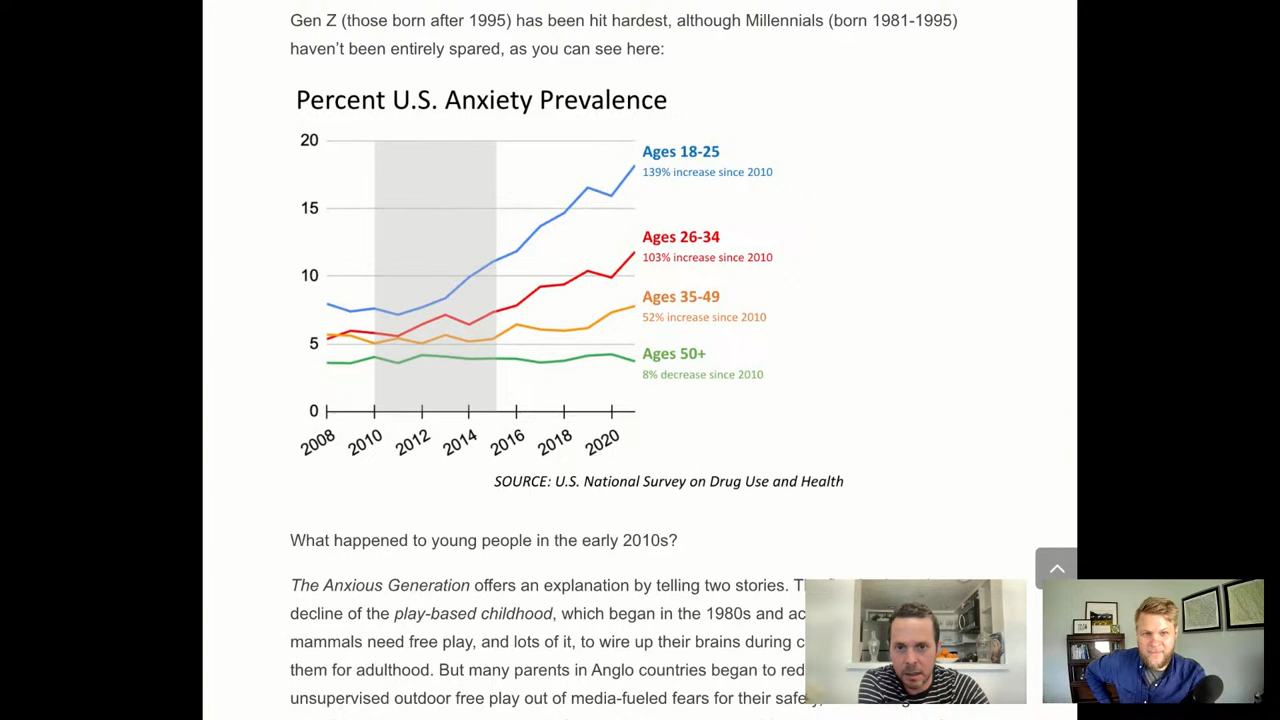 Gen Z (those born after 1995) has been hit hardest, although Millennials (born 1981-1995)
haven’t been entirely spared, as you can see here:
Percent U.S. Anxiety Prevalence
20
15
10
5
0
Ages 18-25
139% increase since 2010
Ages 26-34
103% increase since 2010
Ages 35-49
52% increase since 2010
Ages 50+
8% decrease since 2010
2008 2010 2012 2014 2016 2018 2020
SOURCE: U.S. National Survey on Drug Use and Health
What happened to young people in the early 2010s?
The Anxious Generation offers an explanation by telling two stories.
decline of the play-based childhood, which began in the 1980s and
mammals need free play, and lots of it, to wire up their brains during
them for adulthood. But many parents in Anglo countries began to
unsupervised outdoor free play out of media-fueled fears for their